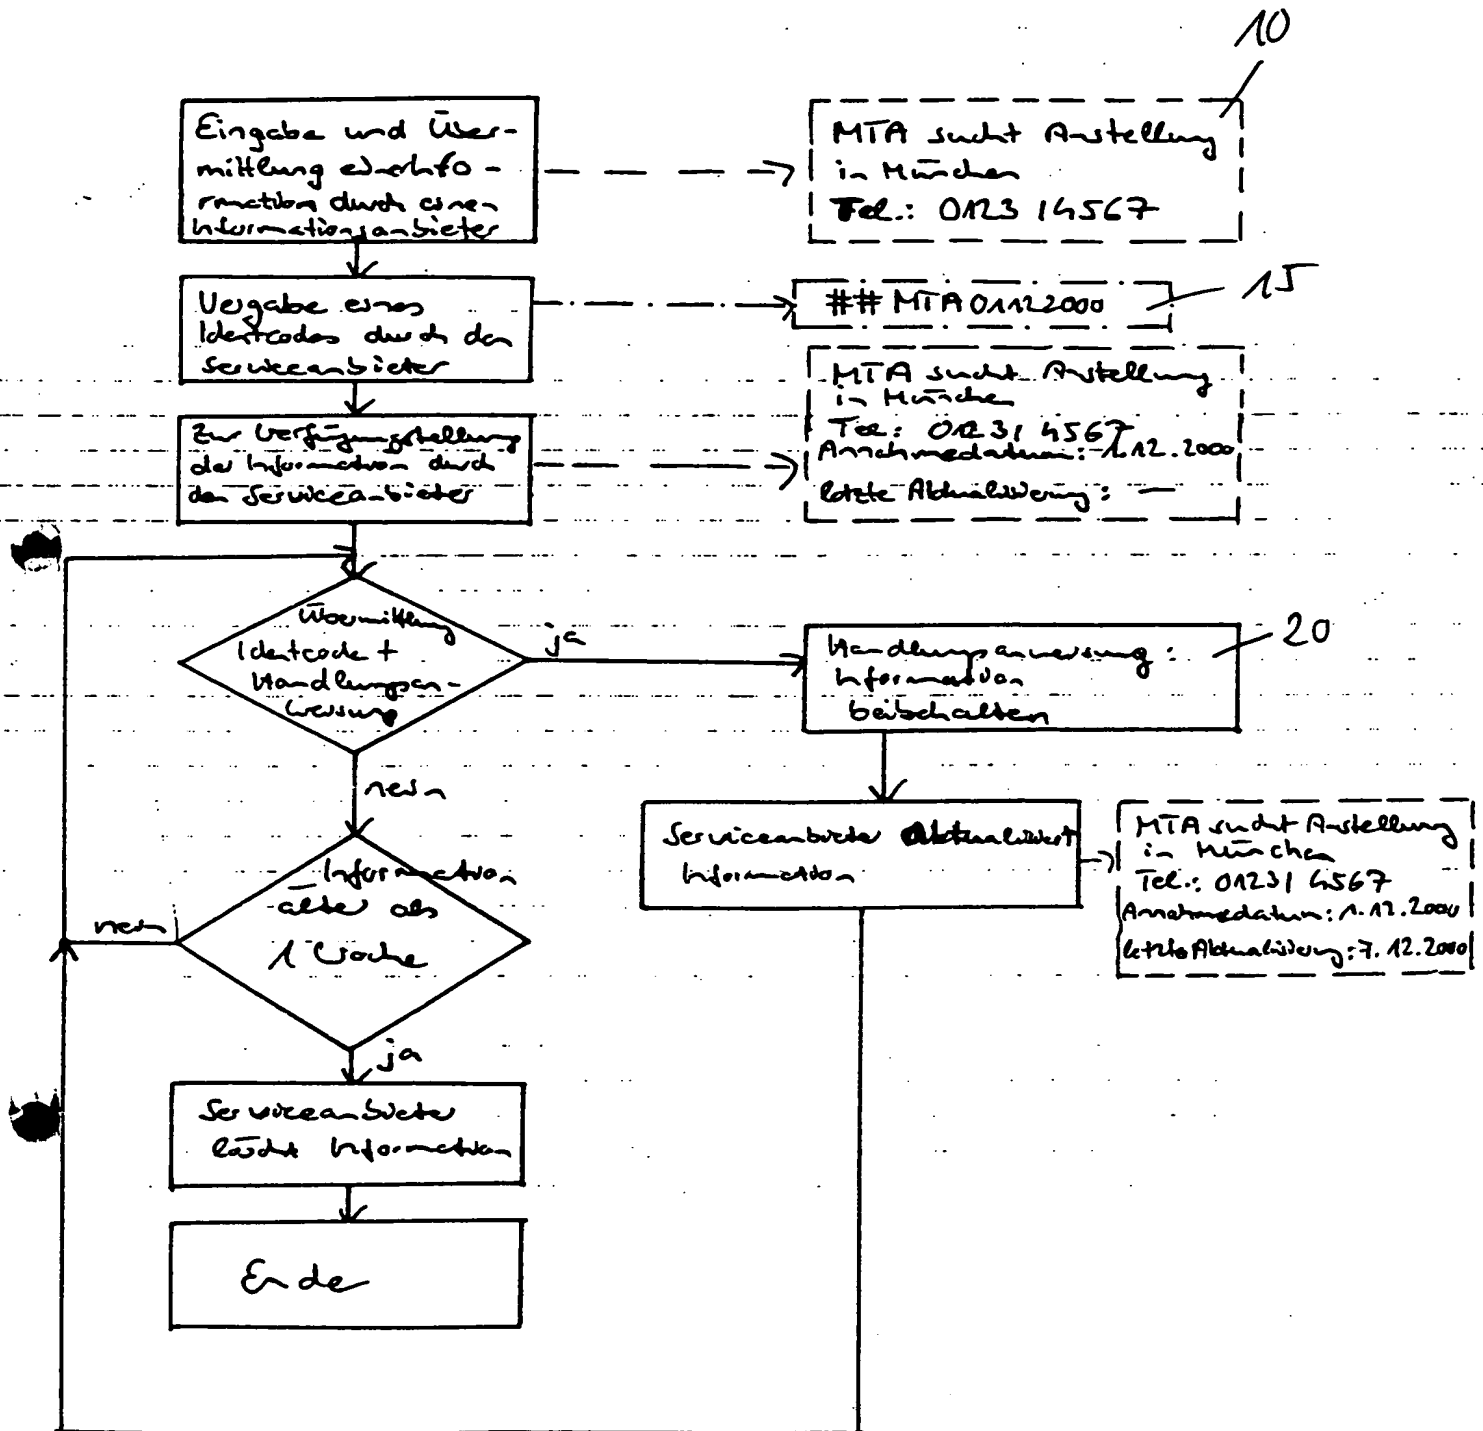 10
Eingabe und Über-
mittlung einer Info-
rmation durch einen
Informationsanbieter
MTA sucht Anstellung
in München
Tel.: 0123 / 4567
Vergabe eines
Identcodes durch den
Serviceanbieter
## MTA 01122000
15
Zur Verfügungstellung
der Information durch
den Serviceanbieter
MTA sucht Anstellung
in München
Tel.: 0123 / 4567
Annahmedatum: 1.12.2000
letzte Aktualisierung: —
Übermittlung
Identcode +
Handlungsan-
weisung
ja
Handlungsanweisung:
Information
beibehalten
20
nein
Serviceanbieter aktualisiert
Information
MTA sucht Anstellung
in München
Tel.: 0123 / 4567
Annahmedatum: 1.12.2000
letzte Aktualisierung: 7.12.2000
Information
älter als
1 Woche
nein
ja
Serviceanbieter
löscht Information
Ende